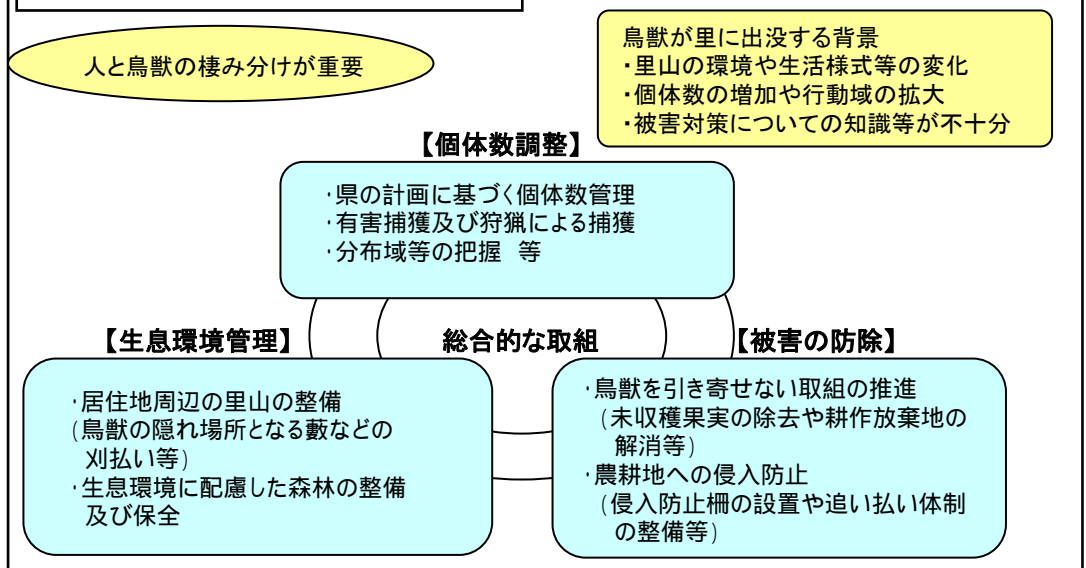 人と鳥獣の棲み分けが重要
鳥獣が里に出没する背景
・里山の環境や生活様式等の変化
・個体数の増加や行動域の拡大
・被害対策についての知識等が不十分
【個体数調整】
・県の計画に基づく個体数管理
・有害捕獲及び狩猟による捕獲
・分布域等の把握 等
【生息環境管理】
総合的な取組
【被害の防除】
・居住地周辺の里山の整備
(鳥獣の隠れ場所となる藪などの
刈払い等)
・生息環境に配慮した森林の整備
及び保全
・鳥獣を引き寄せない取組の推進
(未収穫果実の除去や耕作放棄地の
解消等)
・農耕地への侵入防止
(侵入防止柵の設置や追い払い体制
の整備等)